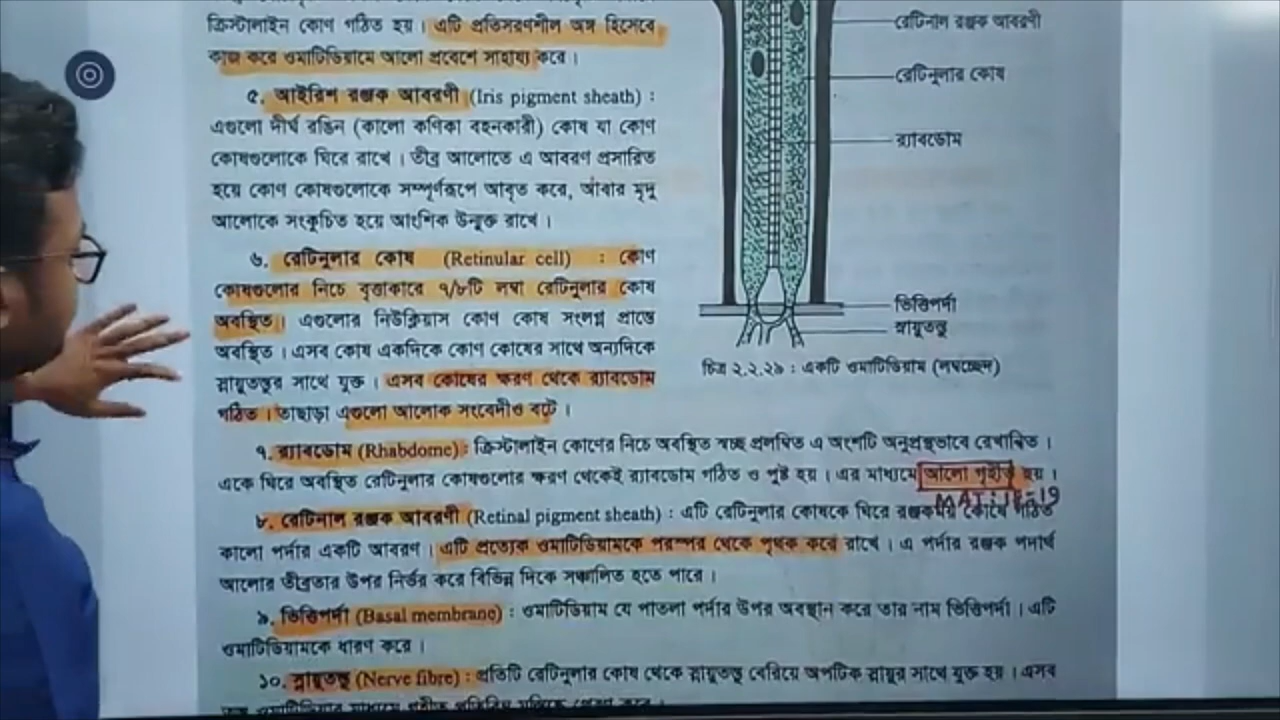 ক্রিস্টালাইন কোণ গঠিত হয়। এটি প্রতিসরণশীল অঙ্গ হিসেবে
কাজ করে ওমাটিডিয়ামে আলো প্রবেশে সাহায্য করে।
৫. আইরিশ রঞ্জক আবরণী (Iris pigment sheath) :
এগুলো দীর্ঘ রঙিন (কালো কণিকা বহনকারী) কোষ যা কোণ
কোষগুলোকে ঘিরে রাখে। তীব্র আলোতে এ আবরণ প্রসারিত
হয়ে কোণ কোষগুলোকে সম্পূর্ণরূপে আবৃত করে, আবার মৃদু
আলোকে সংকুচিত হয়ে আংশিক উন্মুক্ত রাখে।
৬. রেটিনুলার কোষ (Retinular cell) : কোণ
কোষগুলোর নিচে বৃত্তাকারে ৭/৮টি লম্বা রেটিনুলার কোষ
অবস্থিত। এগুলোর নিউক্লিয়াস কোণ কোষ সংলগ্ন প্রান্তে
অবস্থিত। এসব কোষ একদিকে কোণ কোষের সাথে অন্যদিকে
স্নায়ুতন্তুর সাথে যুক্ত। এসব কোষের ক্ষরণ থেকে র‍্যাবডোম
গঠিত। তাছাড়া এগুলো আলোক সংবেদীও বটে।
রেটিনাল রঞ্জক আবরণী
রেটিনুলার কোষ
র‍্যাবডোম
ভিত্তিপর্দা
স্নায়ুতন্তু
চিত্র ২.২.২৯ : একটি ওমাটিডিয়াম (লম্বচ্ছেদ)
৭. র‍্যাবডোম (Rhabdome) : ক্রিস্টালাইন কোণের নিচে অবস্থিত স্বচ্ছ প্রলম্বিত এ অংশটি অনুপ্রস্থভাবে রেখান্বিত।
একে ঘিরে অবস্থিত রেটিনুলার কোষগুলোর ক্ষরণ থেকেই র‍্যাবডোম গঠিত ও পুষ্ট হয়। এর মাধ্যমে আলো গৃহীত হয়।
MAT: 18-19
৮. রেটিনাল রঞ্জক আবরণী (Retinal pigment sheath) : এটি রেটিনুলার কোষকে ঘিরে রঞ্জকময় কোষে গঠিত
কালো পর্দার একটি আবরণ। এটি প্রত্যেক ওমাটিডিয়ামকে পরস্পর থেকে পৃথক করে রাখে। এ পর্দার রঞ্জক পদার্থ
আলোর তীব্রতার উপর নির্ভর করে বিভিন্ন দিকে সঞ্চালিত হতে পারে।
৯. ভিত্তিপর্দা (Basal membrane) : ওমাটিডিয়াম যে পাতলা পর্দার উপর অবস্থান করে তার নাম ভিত্তিপর্দা। এটি
ওমাটিডিয়ামকে ধারণ করে।
১০. স্নায়ুতন্তু (Nerve fibre) : প্রতিটি রেটিনুলার কোষ থেকে স্নায়ুতন্তু বেরিয়ে অপটিক স্নায়ুর সাথে যুক্ত হয়। এসব